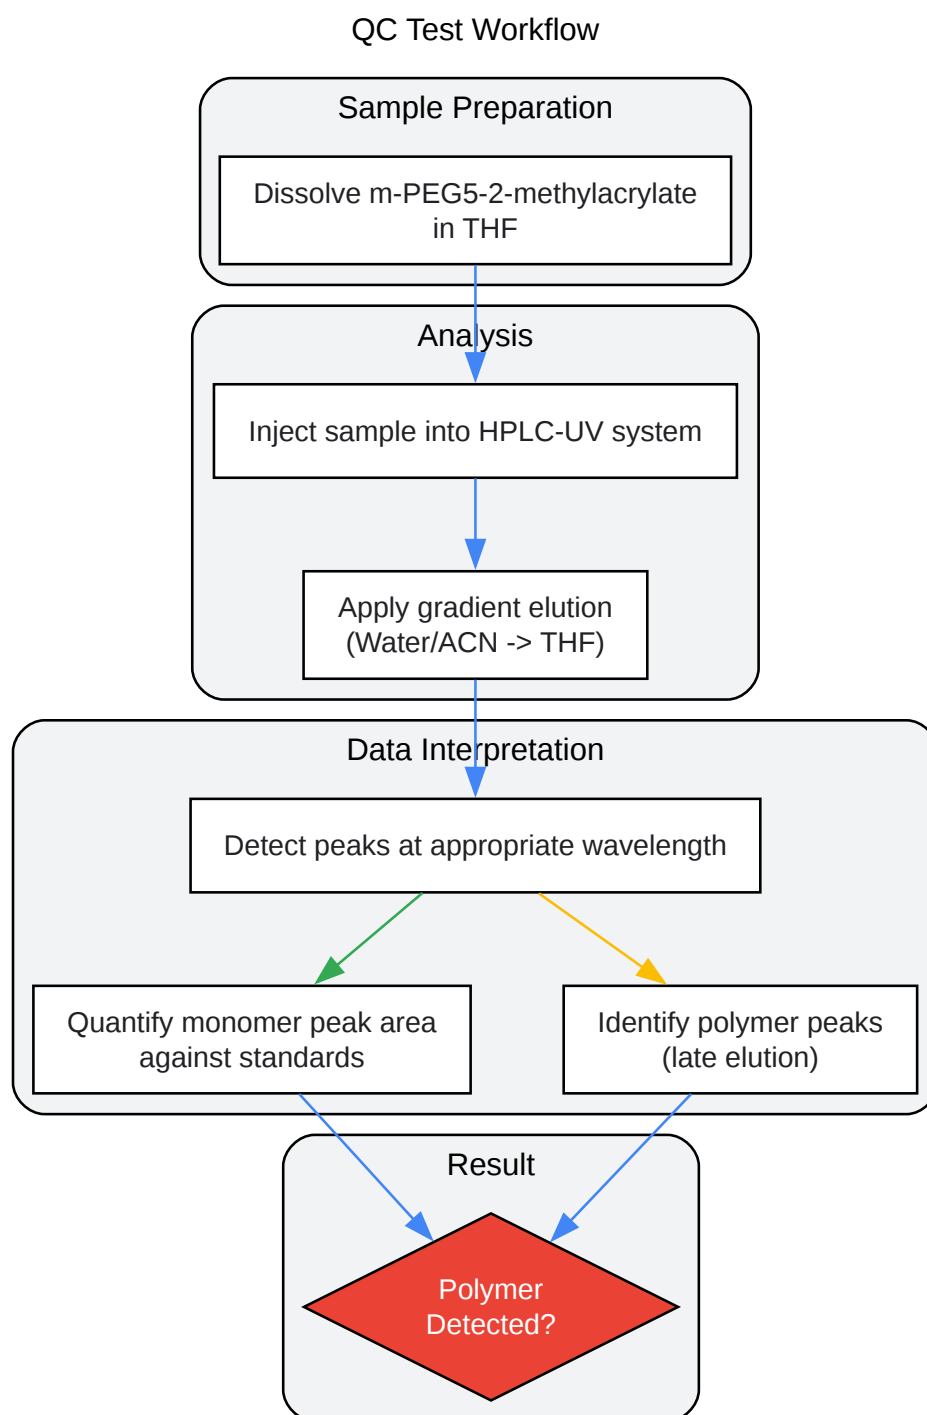 QC Test Workflow
Sample Preparation
Dissolve m-PEG5-2-methylacrylate
in THF
Analysis
Inject sample into HPLC-UV system
Apply gradient elution
(Water/ACN -> THF)
Data Interpretation
Detect peaks at appropriate wavelength
Quantify monomer peak area
against standards
Identify polymer peaks
(late elution)
Result
Polymer
Detected?